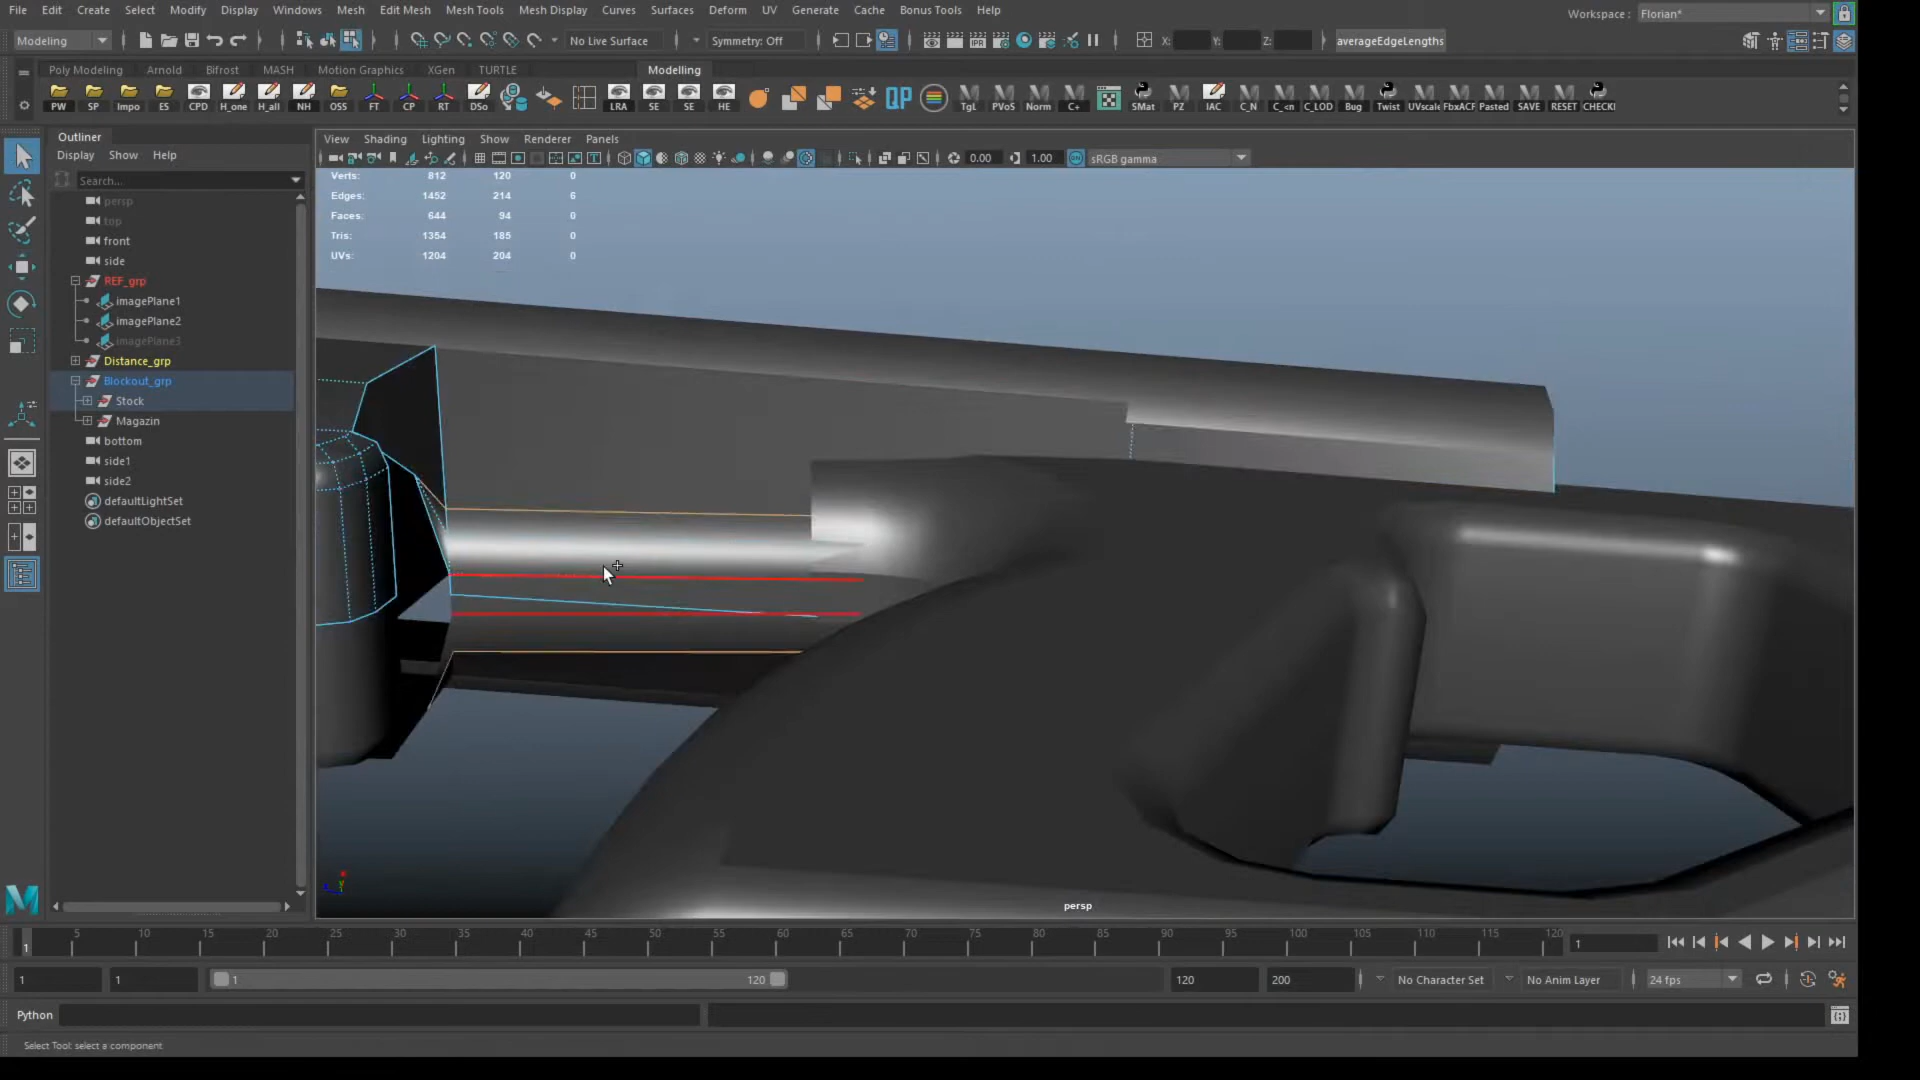 File Edit Create Select Modify Display Windows Mesh Edit Mesh Mesh Tools Mesh Display Curves Surfaces Deform UV Generate Cache Bonus Tools Help Workspace : Florian*
Modeling No Live Surface Symmetry: Off X: Y: Z: averageEdgeLengths
Poly Modeling Arnold Bifrost MASH Motion Graphics XGen TURTLE Modelling
PW SP Impo ES CPD H_one H_all NH OSS FT CP RT DSo LRA SE SE HE QP TgL PVoS Norm C+ SMat PZ IAC C_N C_<n C_LOD Bug Twist UVscale FbxACF Pasted SAVE RESET CHECKI
Outliner
Display Show Help
Search...
persp
top
front
side
REF_grp
imagePlane1
imagePlane2
imagePlane3
Distance_grp
Blockout_grp
Stock
Magazin
bottom
side1
side2
defaultLightSet
defaultObjectSet
View Shading Lighting Show Renderer Panels
0.00 1.00 sRGB gamma
Verts: 812 120 0
Edges: 1452 214 6
Faces: 644 94 0
Tris: 1354 185 0
UVs: 1204 204 0
persp
1 5 10 15 20 25 30 35 40 45 50 55 60 65 70 75 80 85 90 95 100 105 110 115 120 1
1 1 1 120 120 200 No Character Set No Anim Layer 24 fps
Python
Select Tool: select a component